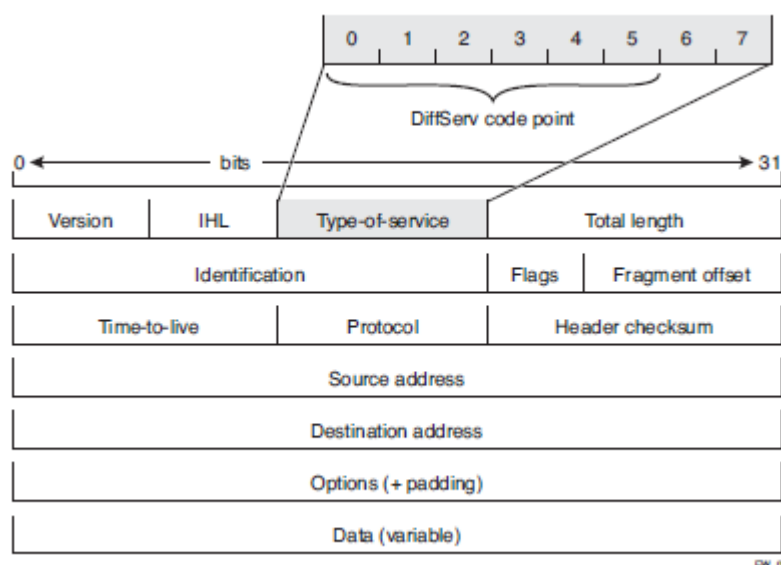 0 1 2 3 4 5 6 7
DiffServ code point
0 bits 31
Version IHL Type-of-service Total length
Identification Flags Fragment offset
Time-to-live Protocol Header checksum
Source address
Destination address
Options (+ padding)
Data (variable)